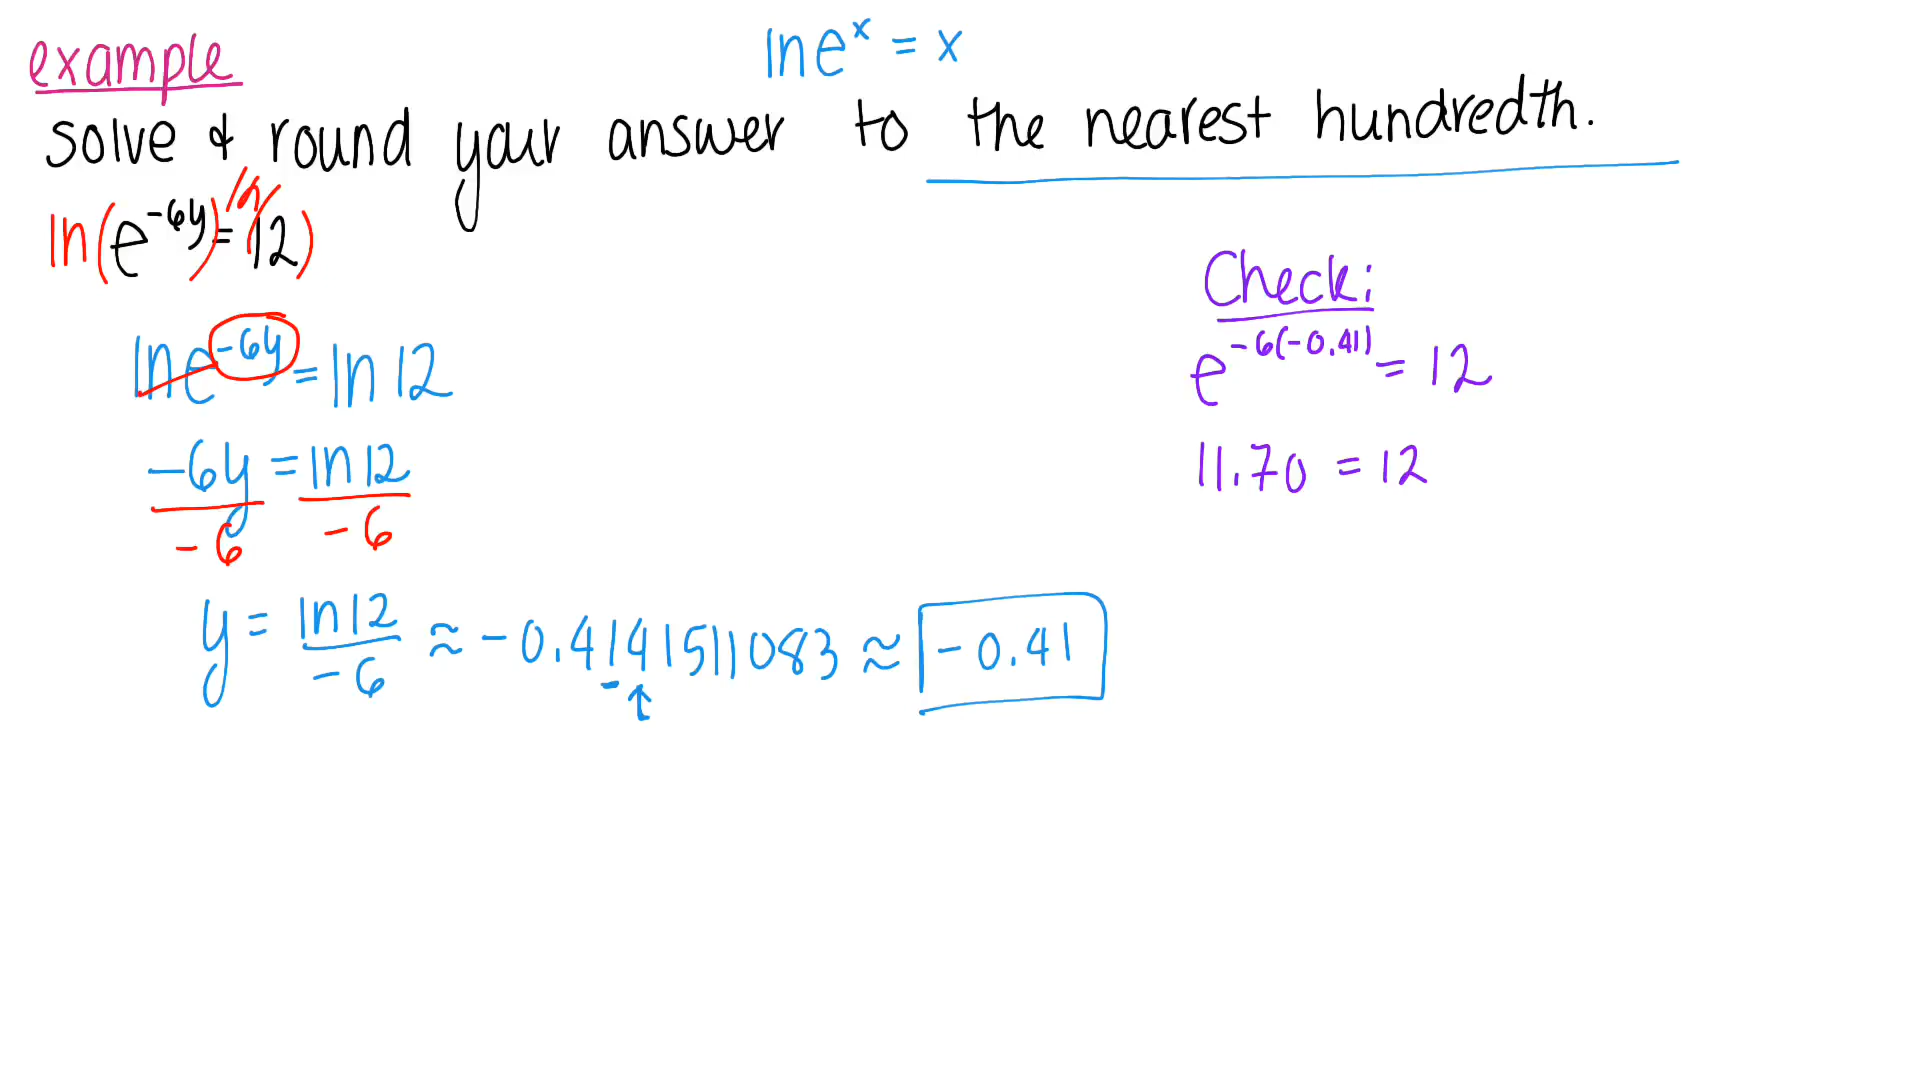 example
ln eˣ = x
solve & round your answer to the nearest hundredth.
ln(e^{-6y}) = ln(12)
ln e^{-6y} = ln 12
-6y = ln 12
-6 -6
y = ln 12 / -6 ≈ -0.4141511083 ≈ -0.41
Check:
e^{-6(-0.41)} = 12
11.70 = 12